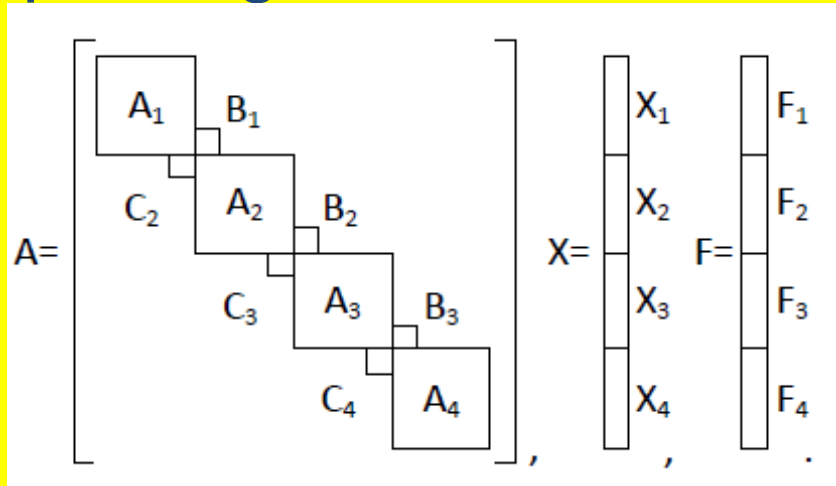 A₁ B₁ X₁ F₁
C₂ A₂ B₂ X₂ F₂
A= X= F=
C₃ A₃ B₃ X₃ F₃
C₄ A₄ X₄ F₄
, , .